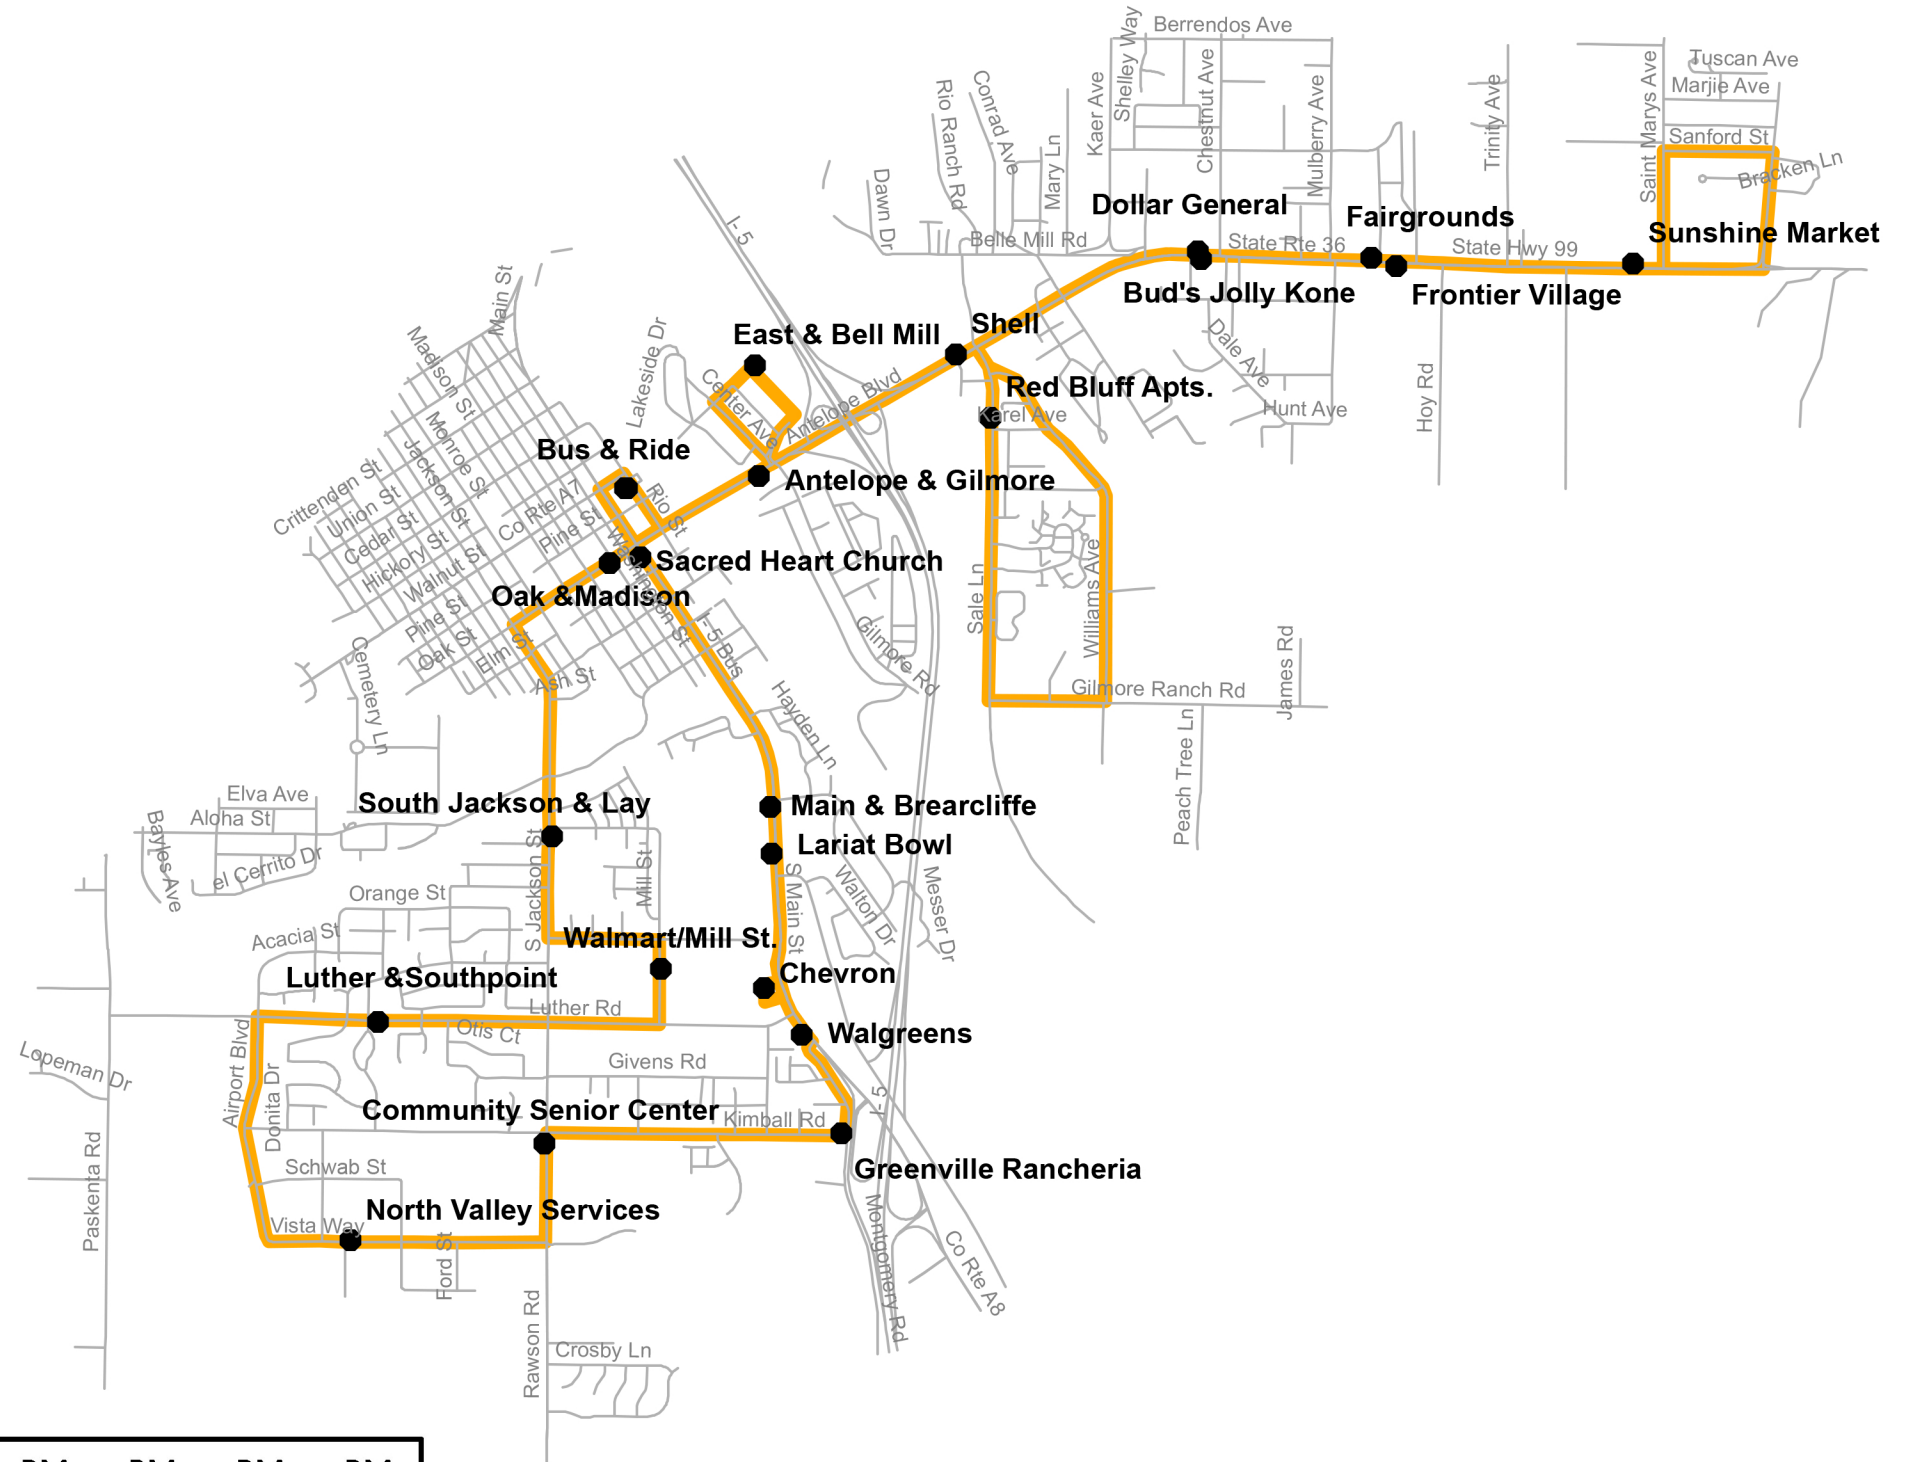 Berrendos Ave
Shelley Way
Tuscan Ave
Marjie Ave
Kaer Ave
Chestnut Ave
Mulberry Ave
Trinity Ave
Saint Marys Ave
Sanford St
Bracken Ln
Rio Ranch Rd
Conrad Ave
Mary Ln
Dawn Dr
Dollar General
Fairgrounds
Sunshine Market
I- 5
Belle Mill Rd
State Rte 36
State Hwy 99
Bud's Jolly Kone
Frontier Village
Main St
East & Bell Mill
Shell
Madison St
Lakeside Dr
Center Ave
Antelope Blvd
Red Bluff Apts.
Karel Ave
Dale Ave
Hunt Ave
Hoy Rd
Monroe St
Jackson St
Bus & Ride
Antelope & Gilmore
Crittenden St
Union St
Cedar St
Hickory St
Walnut St
Co Rte A7
Pine St
Rio St
Washington St
Sacred Heart Church
Oak &Madison
Pine St
Oak St
Elm St
Ash St
I- 5 Bus
Gilmore Rd
Sale Ln
Williams Ave
Gilmore Ranch Rd
James Rd
Peach Tree Ln
Cemetery Ln
Hayden Ln
Elva Ave
Aloha St
Bayles Ave
el Cerrito Dr
South Jackson & Lay
Main & Brearcliffe
Lariat Bowl
S Jackson St
Mill St
S Main St
Walton Dr
Messer Dr
Orange St
Acacia St
Walmart/Mill St.
Luther &Southpoint
Chevron
Luther Rd
Otis Ct
Walgreens
Lopeman Dr
Airport Blvd
Donita Dr
Givens Rd
I- 5
Community Senior Center
Kimball Rd
Greenville Rancheria
Schwab St
Paskenta Rd
North Valley Services
Vista Way
Ford St
Montgomery Rd
Co Rte A8
Rawson Rd
Crosby Ln
PM PM PM PM